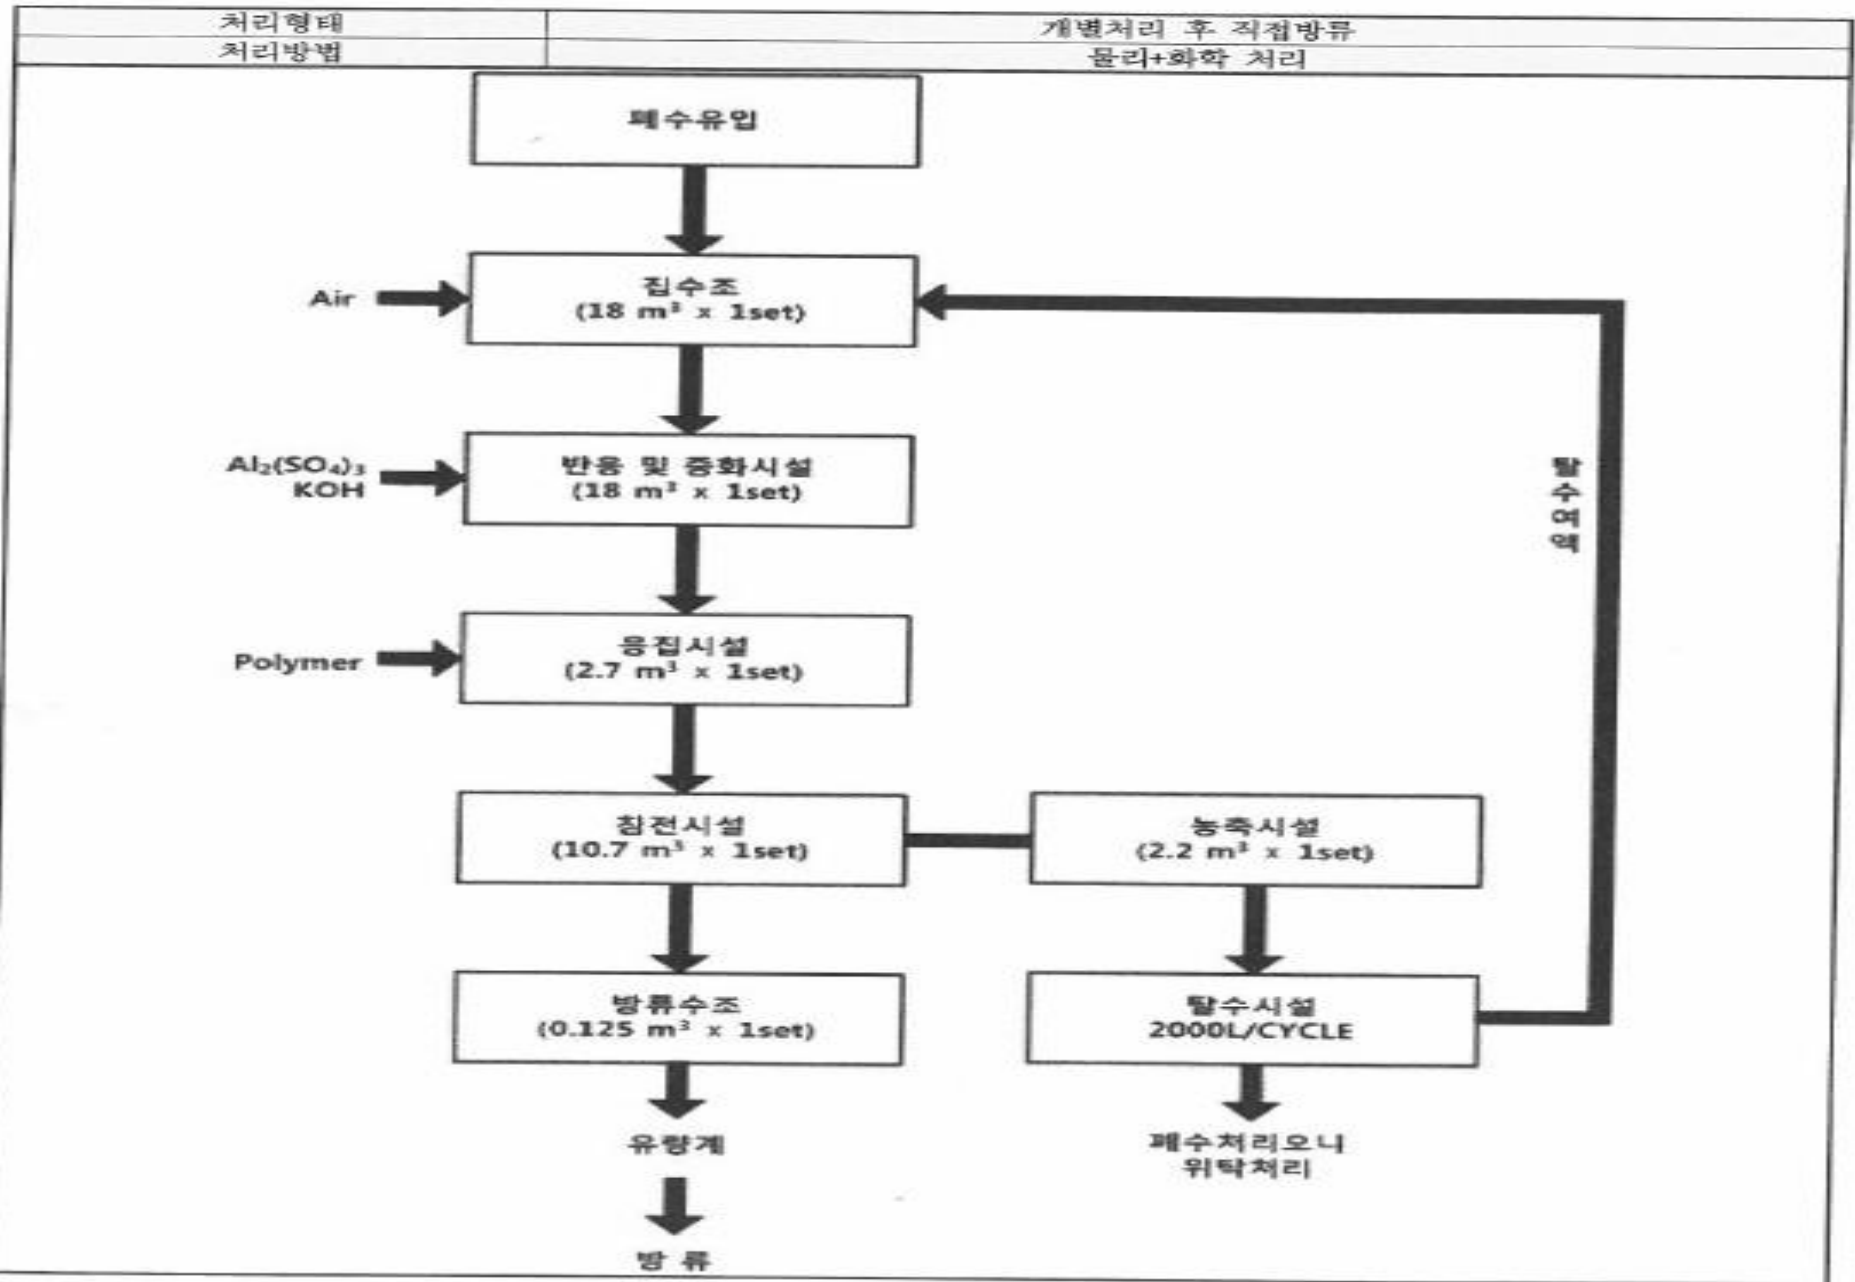 처리형태 개별처리 후 직접방류
처리방법 물리+화학 처리
폐수유입
Air
집수조
(18 m³ x 1set)
Al₂(SO₄)₃
KOH
반응 및 중화시설
(18 m³ x 1set)
탈수여액
Polymer
응집시설
(2.7 m³ x 1set)
침전시설
(10.7 m³ x 1set)
농축시설
(2.2 m³ x 1set)
방류수조
(0.125 m³ x 1set)
탈수시설
2000L/CYCLE
유량계
폐수처리오니
위탁처리
방 류